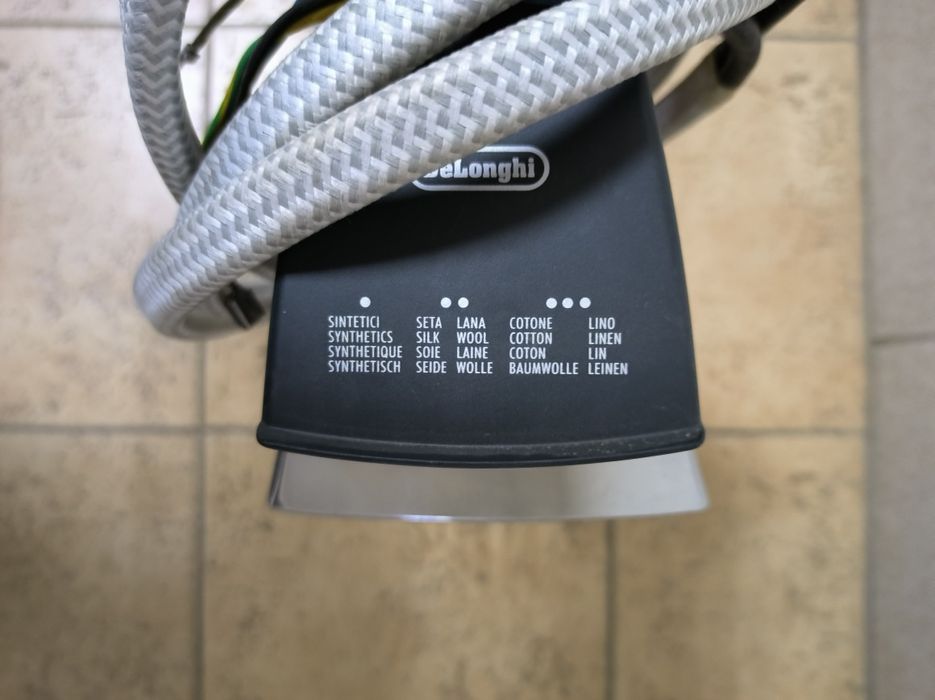 DeLonghi
● ●● ●●●
SINTETICI SETA LANA COTONE LINO
SYNTHETICS SILK WOOL COTTON LINEN
SYNTHETIQUE SOIE LAINE COTON LIN
SYNTHETISCH SEIDE WOLLE BAUMWOLLE LEINEN